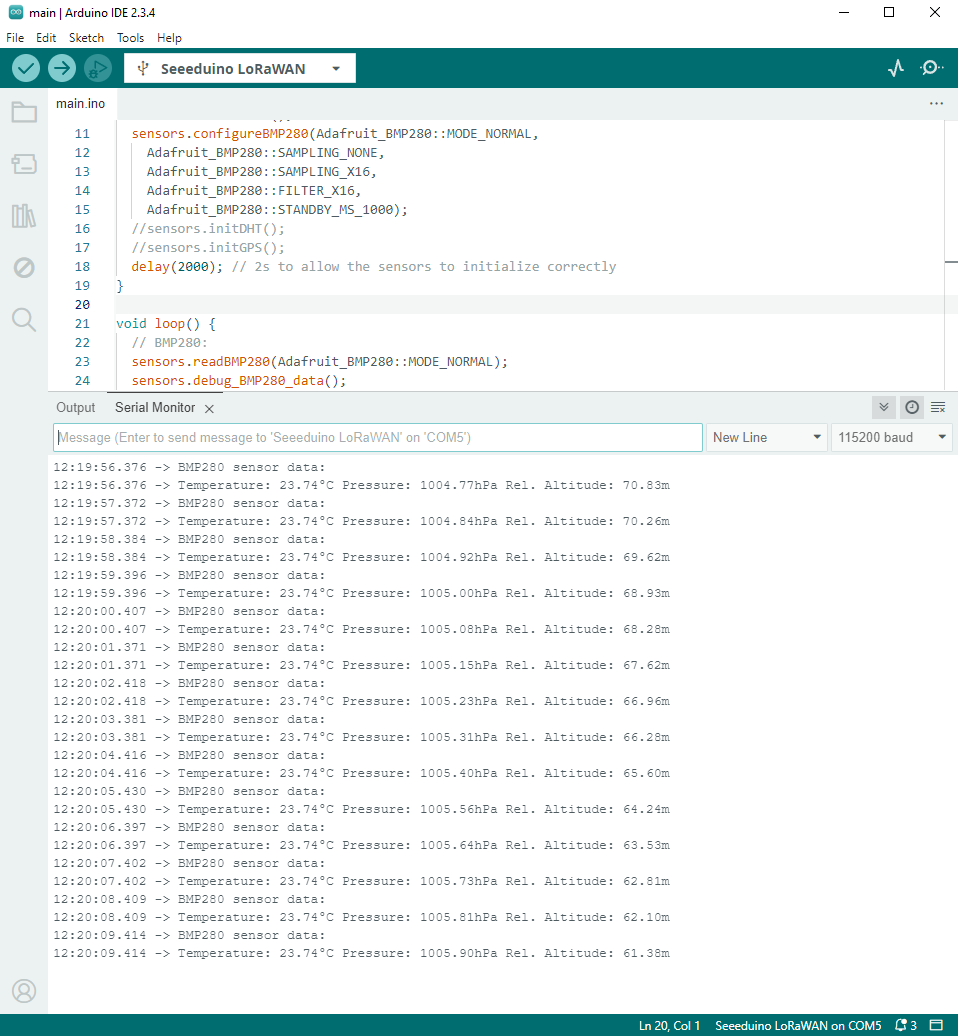 main | Arduino IDE 2.3.4
File Edit Sketch Tools Help
Seeeduino LoRaWAN
main.ino
11 sensors.configureBMP280(Adafruit_BMP280::MODE_NORMAL,
12 Adafruit_BMP280::SAMPLING_NONE,
13 Adafruit_BMP280::SAMPLING_X16,
14 Adafruit_BMP280::FILTER_X16,
15 Adafruit_BMP280::STANDBY_MS_1000);
16 //sensors.initDHT();
17 //sensors.initGPS();
18 delay(2000); // 2s to allow the sensors to initialize correctly
19 }
20
21 void loop() {
22 // BMP280:
23 sensors.readBMP280(Adafruit_BMP280::MODE_NORMAL);
24 sensors.debug_BMP280_data();
Output Serial Monitor
Message (Enter to send message to 'Seeeduino LoRaWAN' on 'COM5') New Line 115200 baud
12:19:56.376 -> BMP280 sensor data:
12:19:56.376 -> Temperature: 23.74°C Pressure: 1004.77hPa Rel. Altitude: 70.83m
12:19:57.372 -> BMP280 sensor data:
12:19:57.372 -> Temperature: 23.74°C Pressure: 1004.84hPa Rel. Altitude: 70.26m
12:19:58.384 -> BMP280 sensor data:
12:19:58.384 -> Temperature: 23.74°C Pressure: 1004.92hPa Rel. Altitude: 69.62m
12:19:59.396 -> BMP280 sensor data:
12:19:59.396 -> Temperature: 23.74°C Pressure: 1005.00hPa Rel. Altitude: 68.93m
12:20:00.407 -> BMP280 sensor data:
12:20:00.407 -> Temperature: 23.74°C Pressure: 1005.08hPa Rel. Altitude: 68.28m
12:20:01.371 -> BMP280 sensor data:
12:20:01.371 -> Temperature: 23.74°C Pressure: 1005.15hPa Rel. Altitude: 67.62m
12:20:02.418 -> BMP280 sensor data:
12:20:02.418 -> Temperature: 23.74°C Pressure: 1005.23hPa Rel. Altitude: 66.96m
12:20:03.381 -> BMP280 sensor data:
12:20:03.381 -> Temperature: 23.74°C Pressure: 1005.31hPa Rel. Altitude: 66.28m
12:20:04.416 -> BMP280 sensor data:
12:20:04.416 -> Temperature: 23.74°C Pressure: 1005.40hPa Rel. Altitude: 65.60m
12:20:05.430 -> BMP280 sensor data:
12:20:05.430 -> Temperature: 23.74°C Pressure: 1005.56hPa Rel. Altitude: 64.24m
12:20:06.397 -> BMP280 sensor data:
12:20:06.397 -> Temperature: 23.74°C Pressure: 1005.64hPa Rel. Altitude: 63.53m
12:20:07.402 -> BMP280 sensor data:
12:20:07.402 -> Temperature: 23.74°C Pressure: 1005.73hPa Rel. Altitude: 62.81m
12:20:08.409 -> BMP280 sensor data:
12:20:08.409 -> Temperature: 23.74°C Pressure: 1005.81hPa Rel. Altitude: 62.10m
12:20:09.414 -> BMP280 sensor data:
12:20:09.414 -> Temperature: 23.74°C Pressure: 1005.90hPa Rel. Altitude: 61.38m
Ln 20, Col 1 Seeeduino LoRaWAN on COM5 3